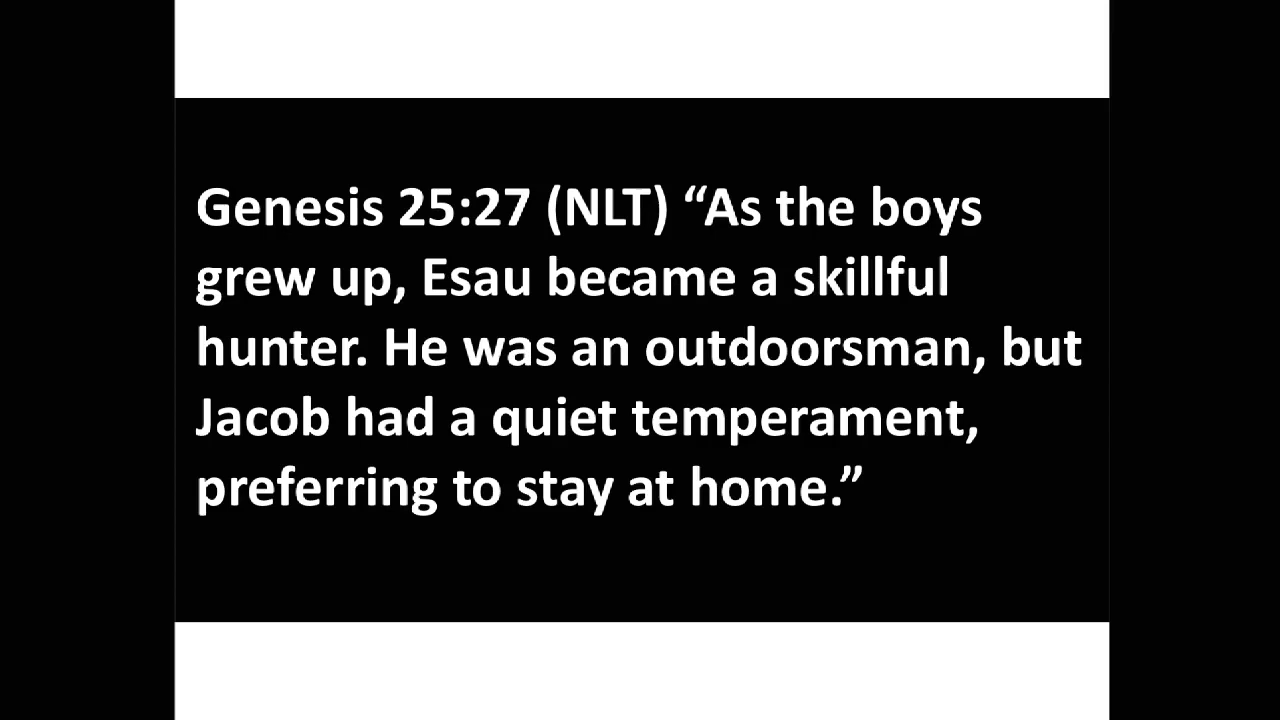 Genesis 25:27 (NLT) “As the boys
grew up, Esau became a skillful
hunter. He was an outdoorsman, but
Jacob had a quiet temperament,
preferring to stay at home.”